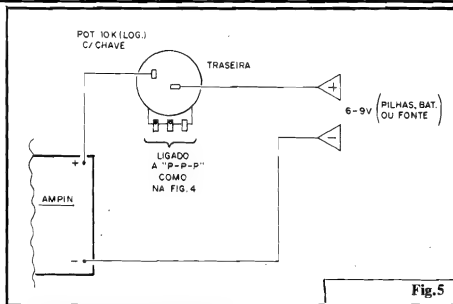 POT 10K (LOG.)
C/ CHAVE
TRASEIRA
+
6-9V (PILHAS, BAT.
OU FONTE)
-
LIGADO
A "P-P-P"
COMO
NA FIG. 4
+
AMPIN
-
Fig.5